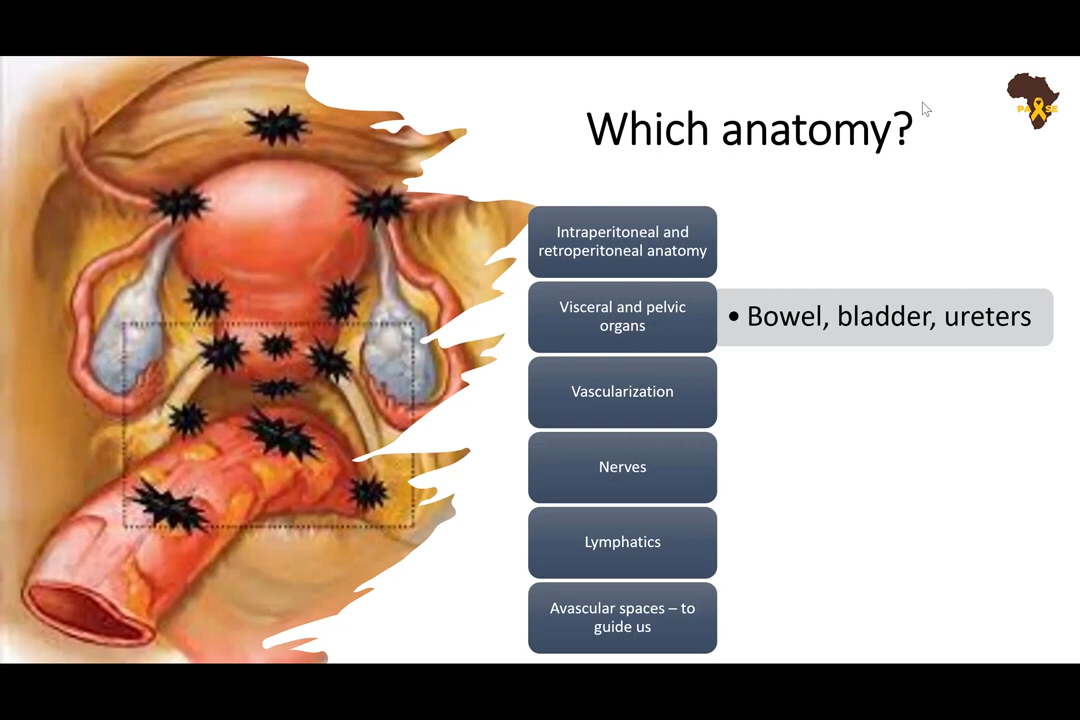 Which anatomy?
Intraperitoneal and
retroperitoneal anatomy
Visceral and pelvic
organs
• Bowel, bladder, ureters
Vascularization
Nerves
Lymphatics
Avascular spaces – to
guide us